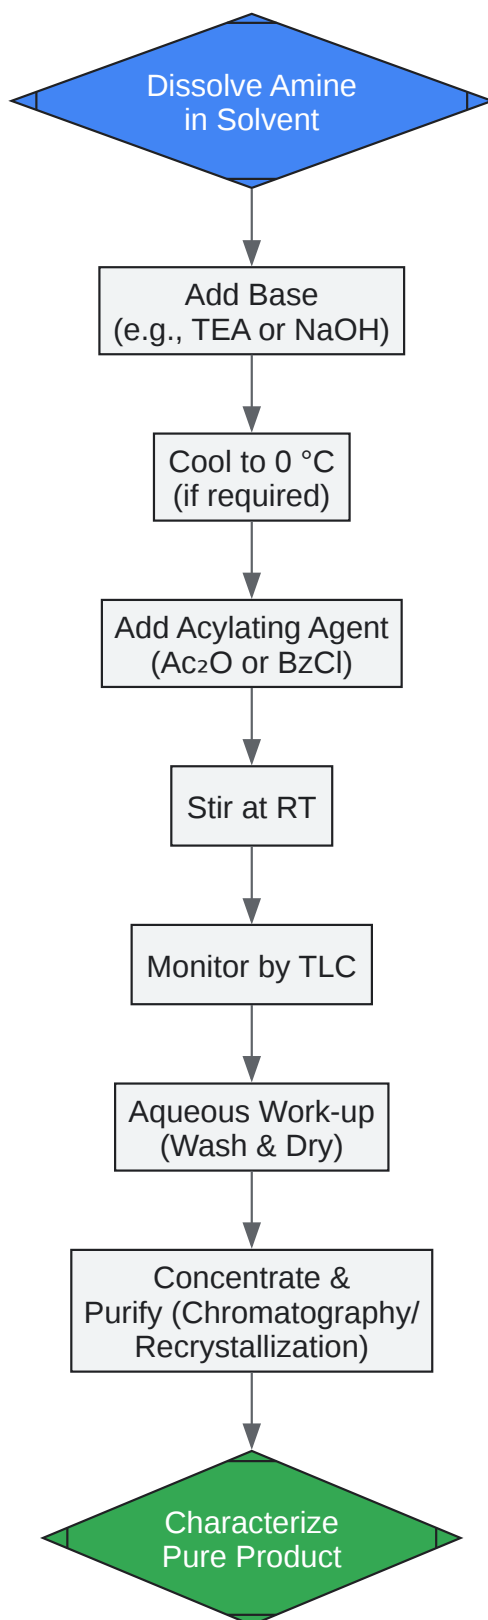 Dissolve Amine
in Solvent
Add Base
(e.g., TEA or NaOH)
Cool to 0 °C
(if required)
Add Acylating Agent
(Ac₂O or BzCl)
Stir at RT
Monitor by TLC
Aqueous Work-up
(Wash & Dry)
Concentrate &
Purify (Chromatography/
Recrystallization)
Characterize
Pure Product